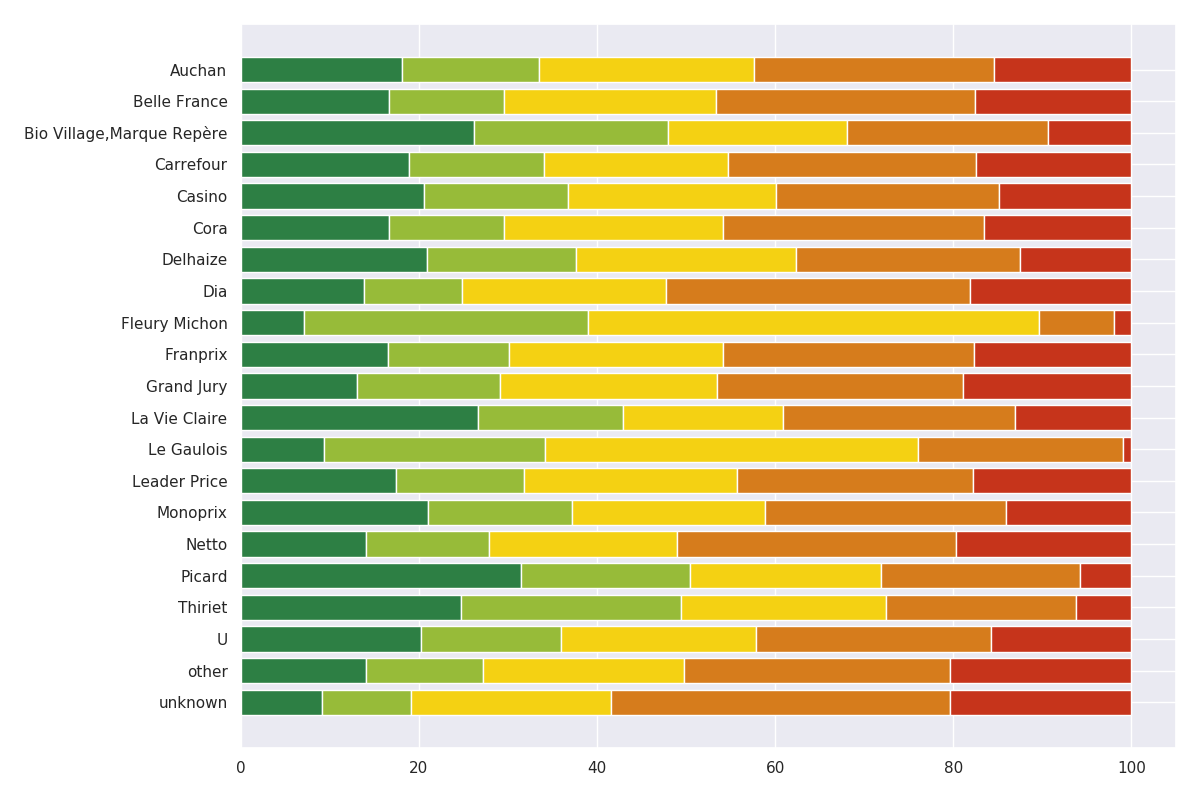 Auchan
Belle France
Bio Village,Marque Repère
Carrefour
Casino
Cora
Delhaize
Dia
Fleury Michon
Franprix
Grand Jury
La Vie Claire
Le Gaulois
Leader Price
Monoprix
Netto
Picard
Thiriet
U
other
unknown
0 20 40 60 80 100